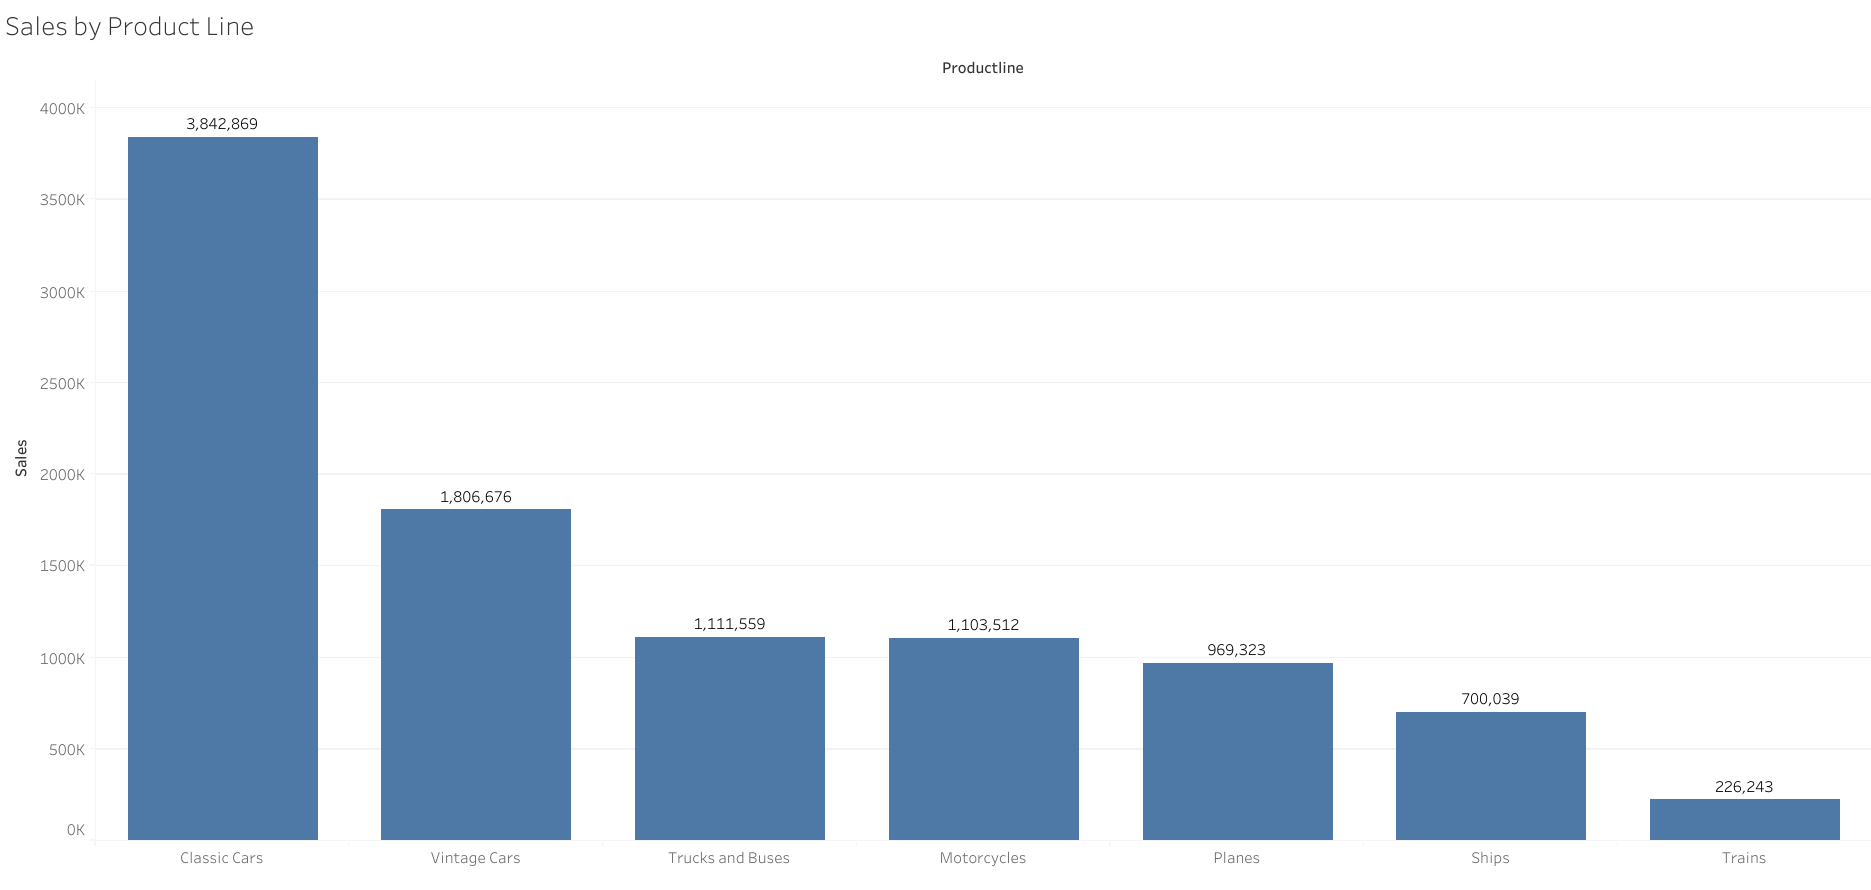 Sales by Product Line
Productline
4000K
3500K
3000K
2500K
2000K
1500K
1000K
500K
0K
Sales
3,842,869
1,806,676
1,111,559
1,103,512
969,323
700,039
226,243
Classic Cars
Vintage Cars
Trucks and Buses
Motorcycles
Planes
Ships
Trains